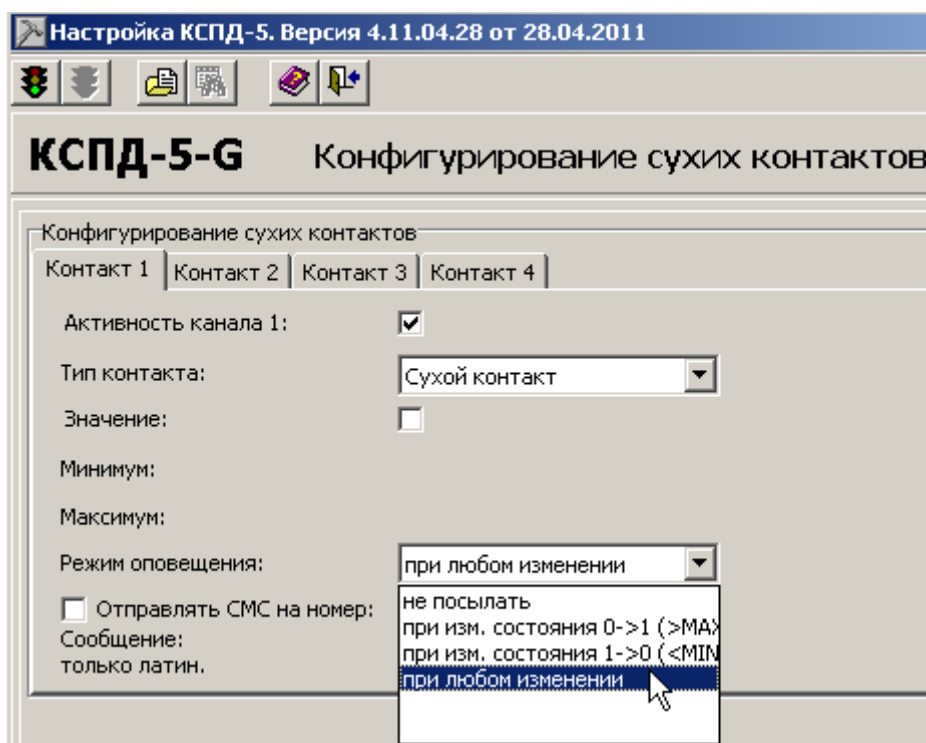 Настройка КСПД-5. Версия 4.11.04.28 от 28.04.2011
КСПД-5-G Конфигурирование сухих контактов
Конфигурирование сухих контактов
Контакт 1 Контакт 2 Контакт 3 Контакт 4
Активность канала 1:
Тип контакта: Сухой контакт
Значение:
Минимум:
Максимум:
Режим оповещения: при любом изменении
не посылать
Отправлять СМС на номер:
при изм. состояния 0->1 (>MAX
Сообщение:
при изм. состояния 1->0 (<MIN
только латин.
при любом изменении